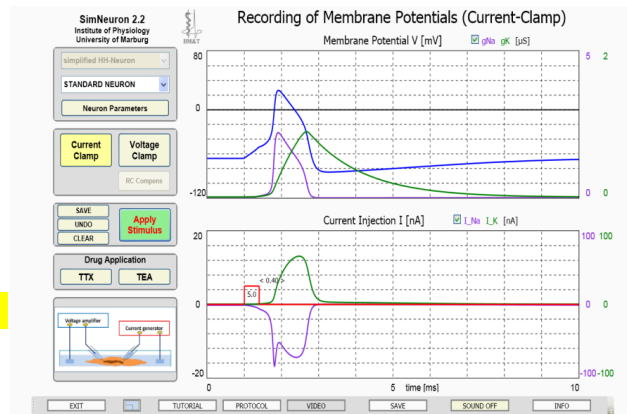 SimNeuron 2.2
Institute of Physiology
University of Marburg
BMAT
Recording of Membrane Potentials (Current-Clamp)
simplified HH-Neuron
STANDARD NEURON
Neuron Parameters
Current Clamp
Voltage Clamp
RC Compens
SAVE
UNDO
CLEAR
Apply Stimulus
Drug Application
TTX TEA
Voltage amplifier
Current generator
Membrane Potential V [mV] gNa gK [µS]
80 5 2
0
-120 0 0
Current Injection I [nA] I_Na I_K [nA]
20 100 100
< 0.40 >
5.0
0 0 0
-20 -100 -100
0 5 time [ms] 10
EXIT TUTORIAL PROTOCOL VIDEO SAVE SOUND OFF INFO